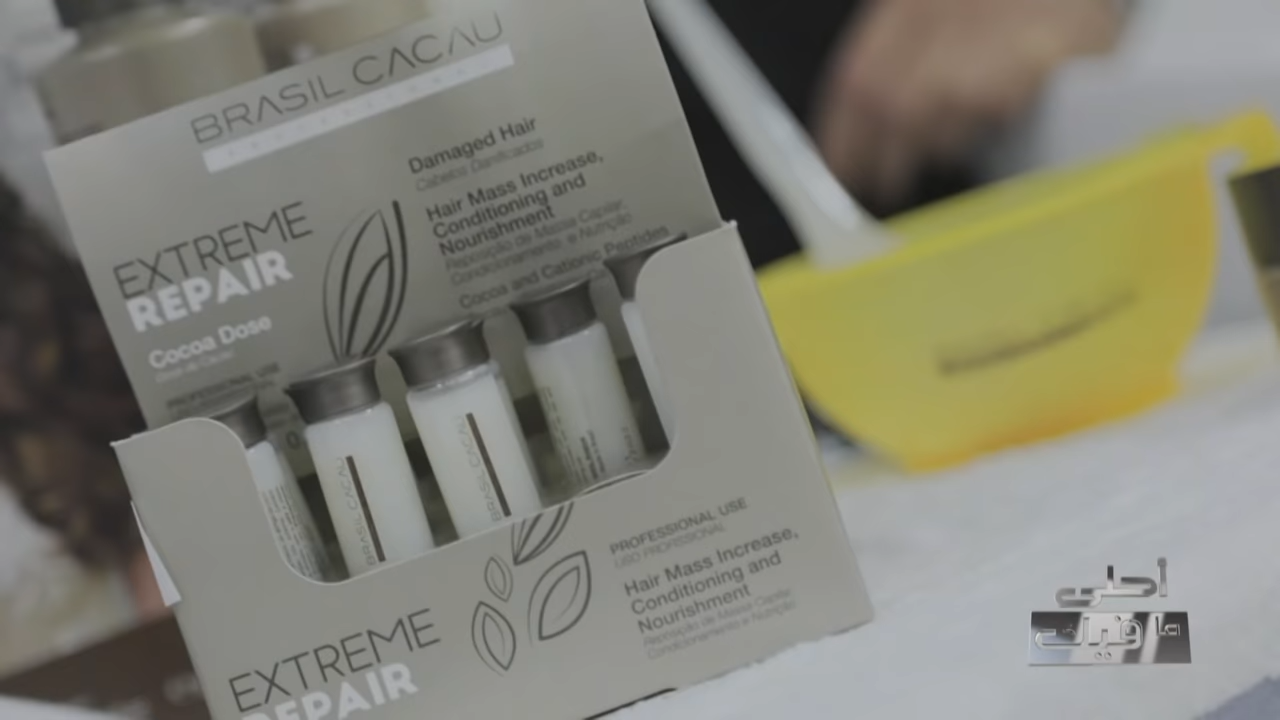 BRASIL CACAU
EXTREME
REPAIR
Cocoa Dose
Damaged Hair
Cabelos Danificados
Hair Mass Increase,
Conditioning and
Nourishment
Reposição de Massa Capilar,
Condicionamento e Nutrição
Cocoa and Cationic Peptides
PROFESSIONAL USE
BRASIL CACAU
BRASIL CACAU
PROFESSIONAL USE
USO PROFISSIONAL
Hair Mass Increase,
Conditioning and
Nourishment
Reposição de Massa Capilar,
Condicionamento e Nutrição
EXTREME
REPAIR
أحلى
ما فيك